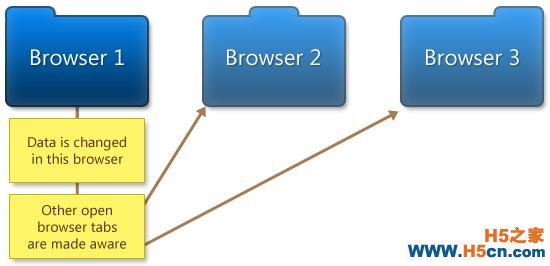 Browser 1
Browser 2
Browser 3
Data is changed
in this browser
Other open
browser tabs
are made aware
H5之家
WWW.H5cn.com